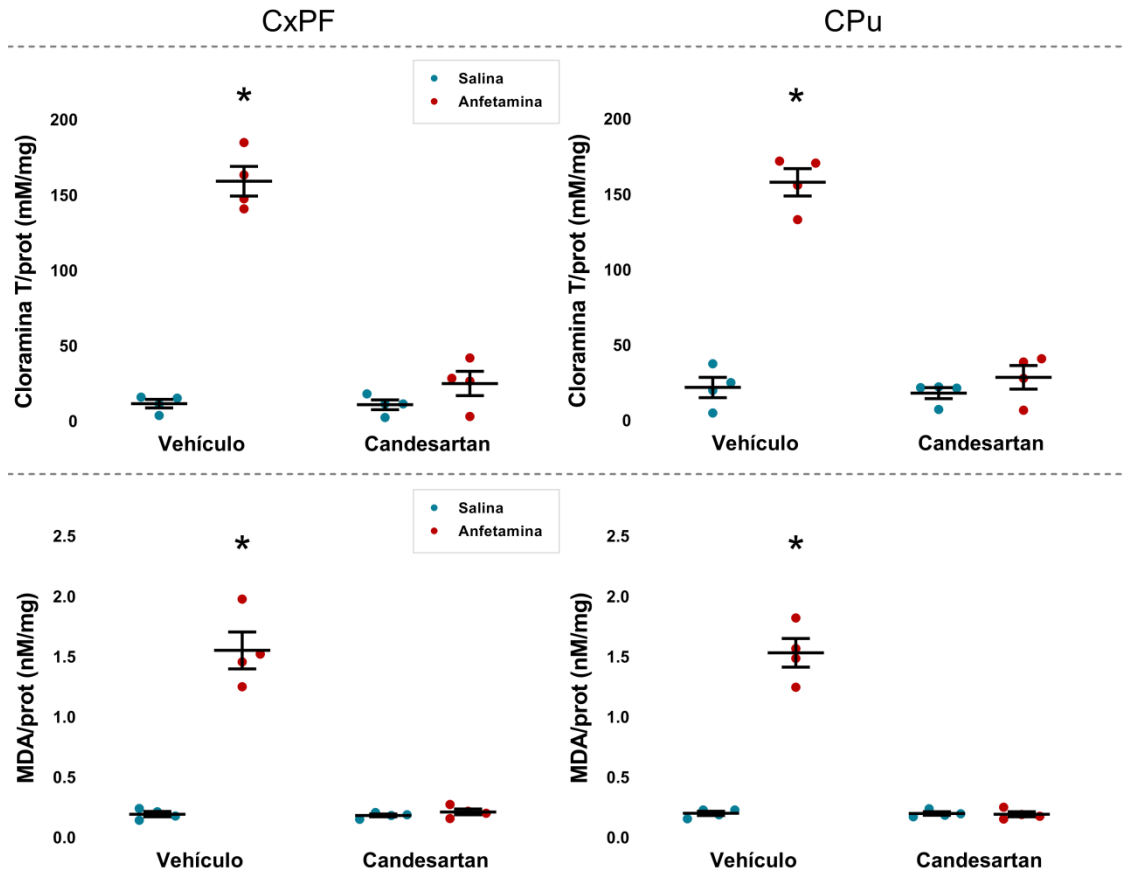 CxPF
CPu
Salina
Anfetamina
*
*
Cloramina T/prot (mM/mg)
200
150
100
50
0
Vehículo
Candesartan
Cloramina T/prot (mM/mg)
200
150
100
50
0
Vehículo
Candesartan
Salina
Anfetamina
*
*
MDA/prot (nM/mg)
2.5
2.0
1.5
1.0
0.5
0.0
Vehículo
Candesartan
MDA/prot (nM/mg)
2.5
2.0
1.5
1.0
0.5
0.0
Vehículo
Candesartan